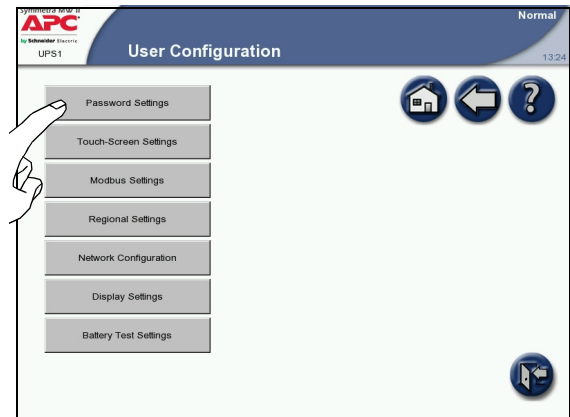 Symmetra MW II
APC
by Schneider Electric
UPS1
User Configuration
Normal
13:24
Password Settings
?
Touch-Screen Settings
Modbus Settings
Regional Settings
Network Configuration
Display Settings
Battery Test Settings